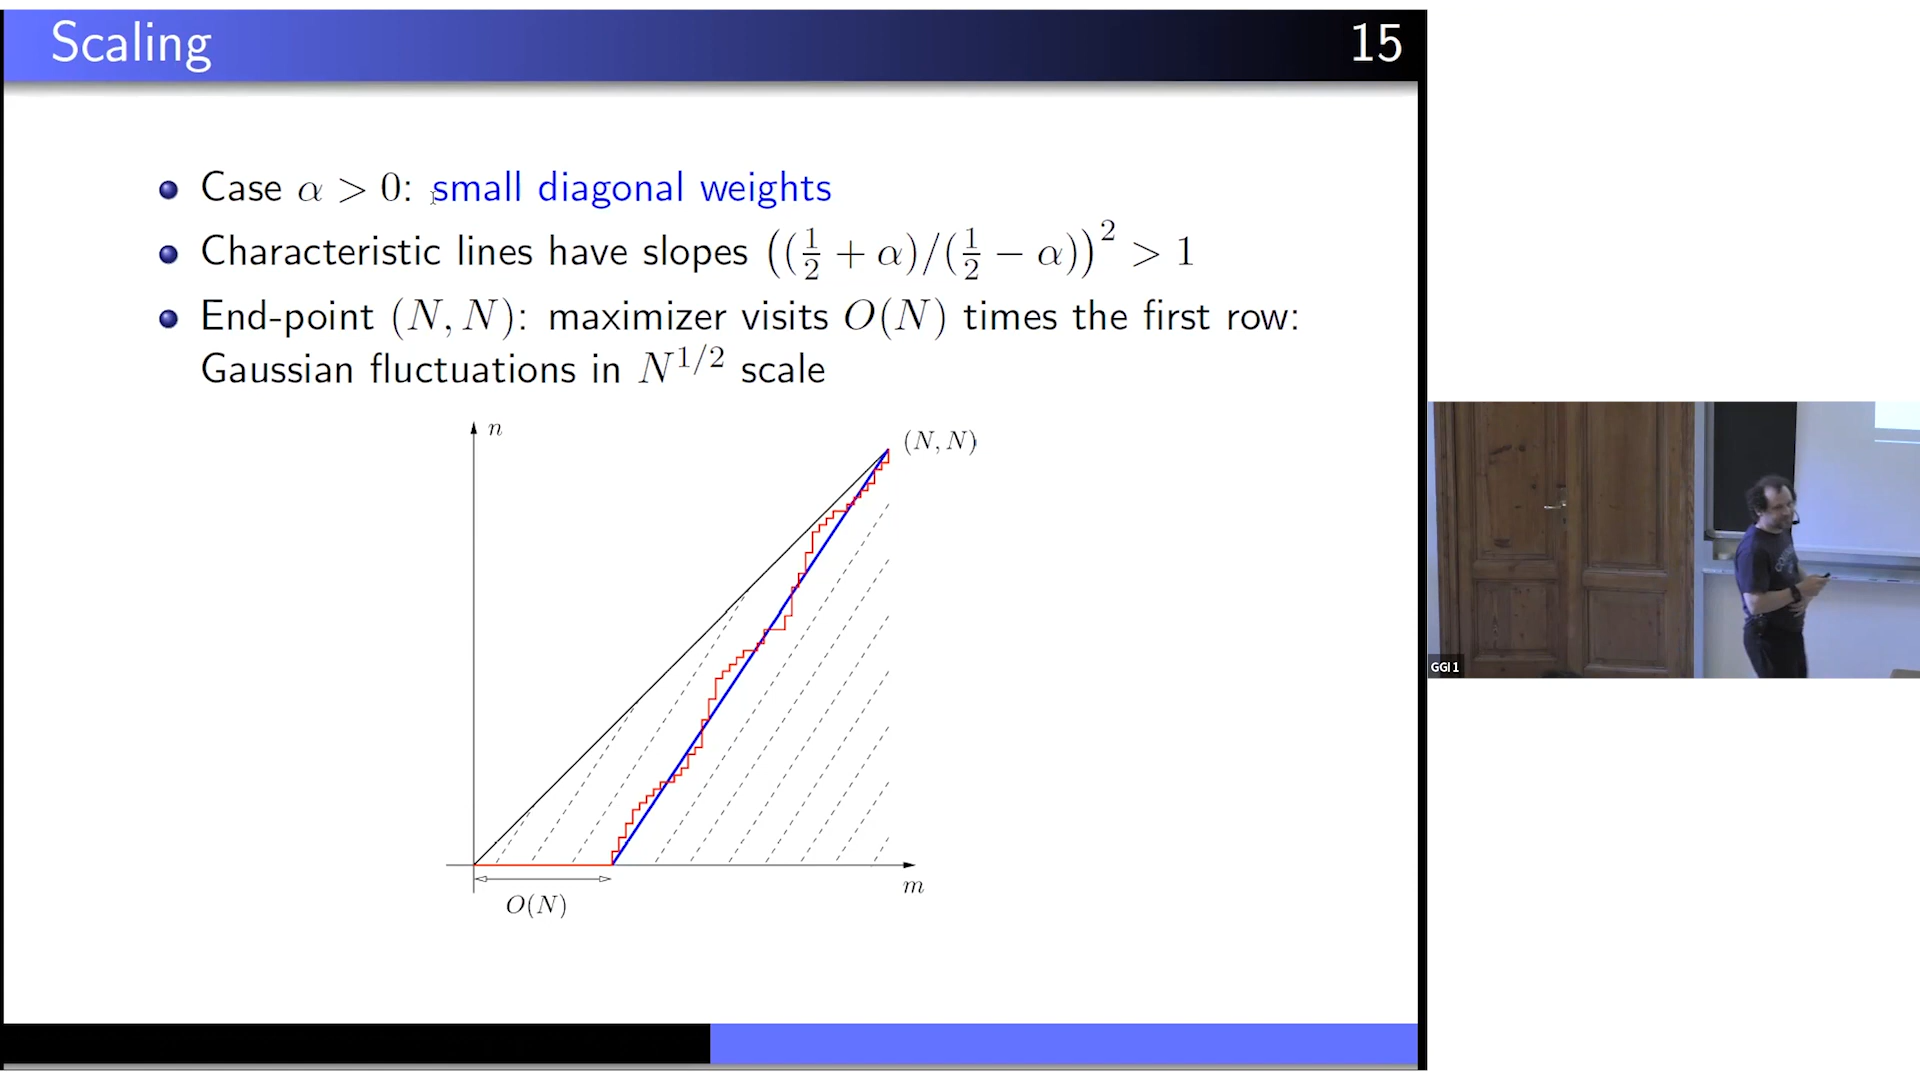 Scaling
15
Case α > 0: small diagonal weights
Characteristic lines have slopes ((1/2 + α)/(1/2 − α))² > 1
End-point (N, N): maximizer visits O(N) times the first row:
Gaussian fluctuations in N^{1/2} scale
n
(N, N)
m
O(N)
GGI 1